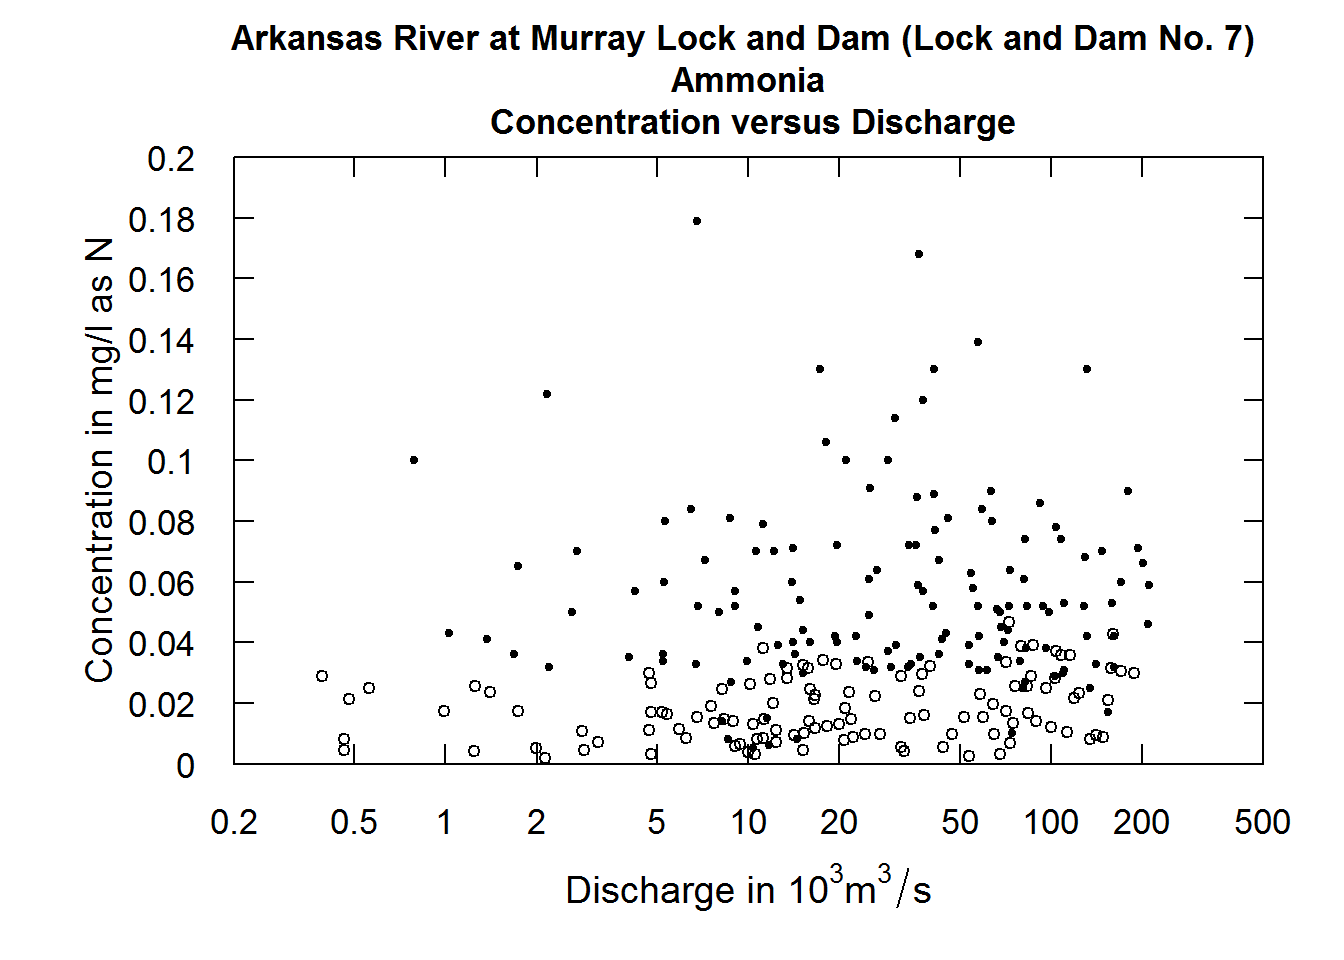 Arkansas River at Murray Lock and Dam (Lock and Dam No. 7)
Ammonia
Concentration versus Discharge
Concentration in mg/l as N
0.2
0.18
0.16
0.14
0.12
0.1
0.08
0.06
0.04
0.02
0
0.2 0.5 1 2 5 10 20 50 100 200 500
Discharge in 10³m³/s